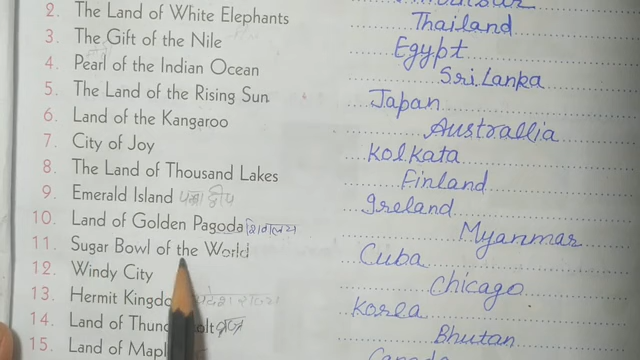 2. The Land of White Elephants
Thailand
3. The Gift of the Nile Egypt
4. Pearl of the Indian Ocean Sri Lanka
5. The Land of the Rising Sun Japan
6. Land of the Kangaroo Australlia
7. City of Joy Kolkata
8. The Land of Thousand Lakes Finland
9. Emerald Island पन्ना द्वीप Ireland
10. Land of Golden Pagoda Myanmar
11. Sugar Bowl of the World Cuba
12. Windy City Chicago
13. Hermit Korea
14. Land of Bhutan
15. Land of